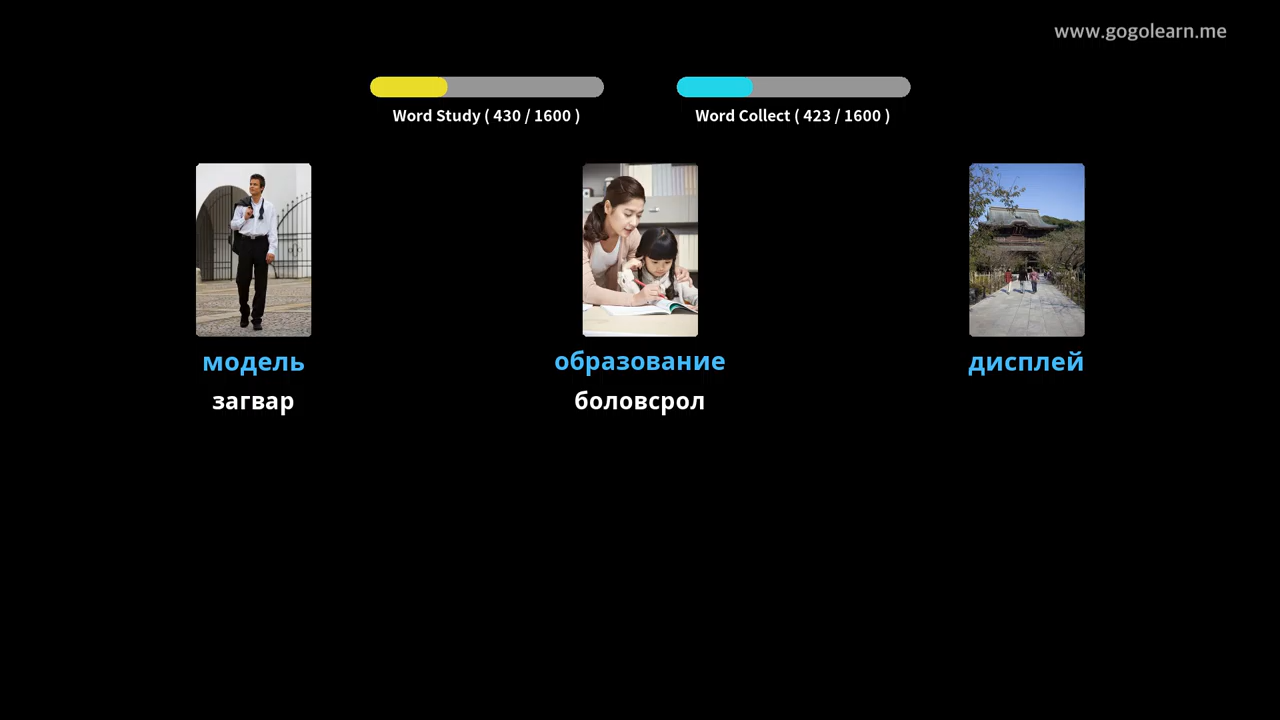 www.gogolearn.me
Word Study ( 430 / 1600 )
Word Collect ( 423 / 1600 )
модель
загвар
образование
боловсрол
дисплей